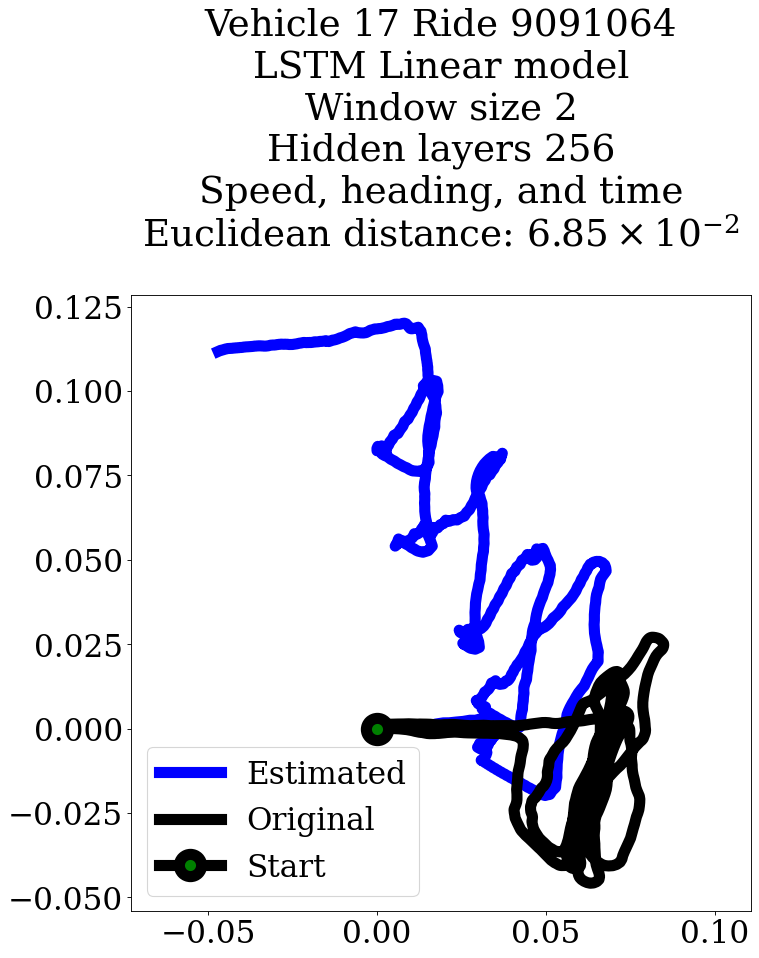 Vehicle 17 Ride 9091064
LSTM Linear model
Window size 2
Hidden layers 256
Speed, heading, and time
Euclidean distance: 6.85 × 10⁻²
0.125
0.100
0.075
0.050
0.025
0.000
−0.025
−0.050
Estimated
Original
Start
−0.05
0.00
0.05
0.10